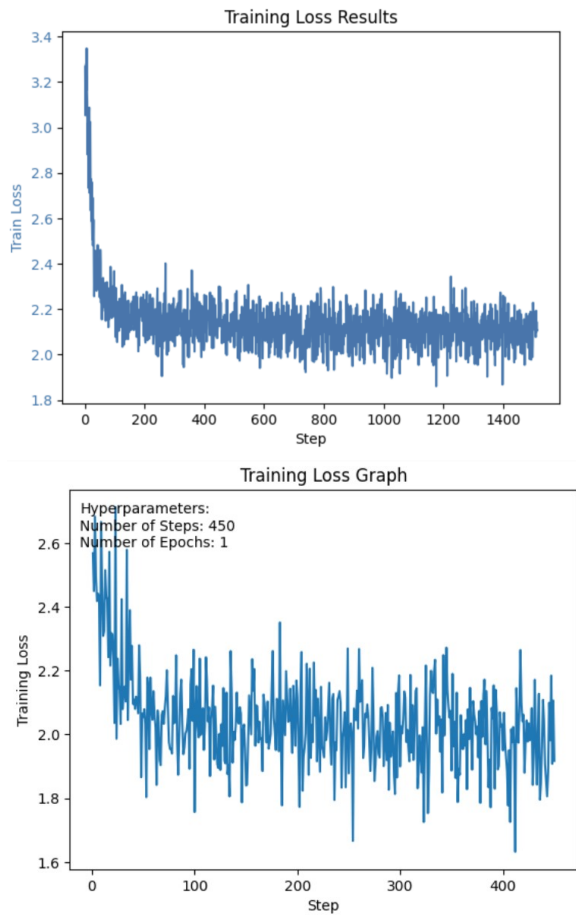 Training Loss Results
3.4
3.2
3.0
2.8
2.6
2.4
2.2
2.0
1.8
Train Loss
0 200 400 600 800 1000 1200 1400
Step
Training Loss Graph
Hyperparameters:
Number of Steps: 450
Number of Epochs: 1
2.6
2.4
2.2
2.0
1.8
1.6
Training Loss
0 100 200 300 400
Step